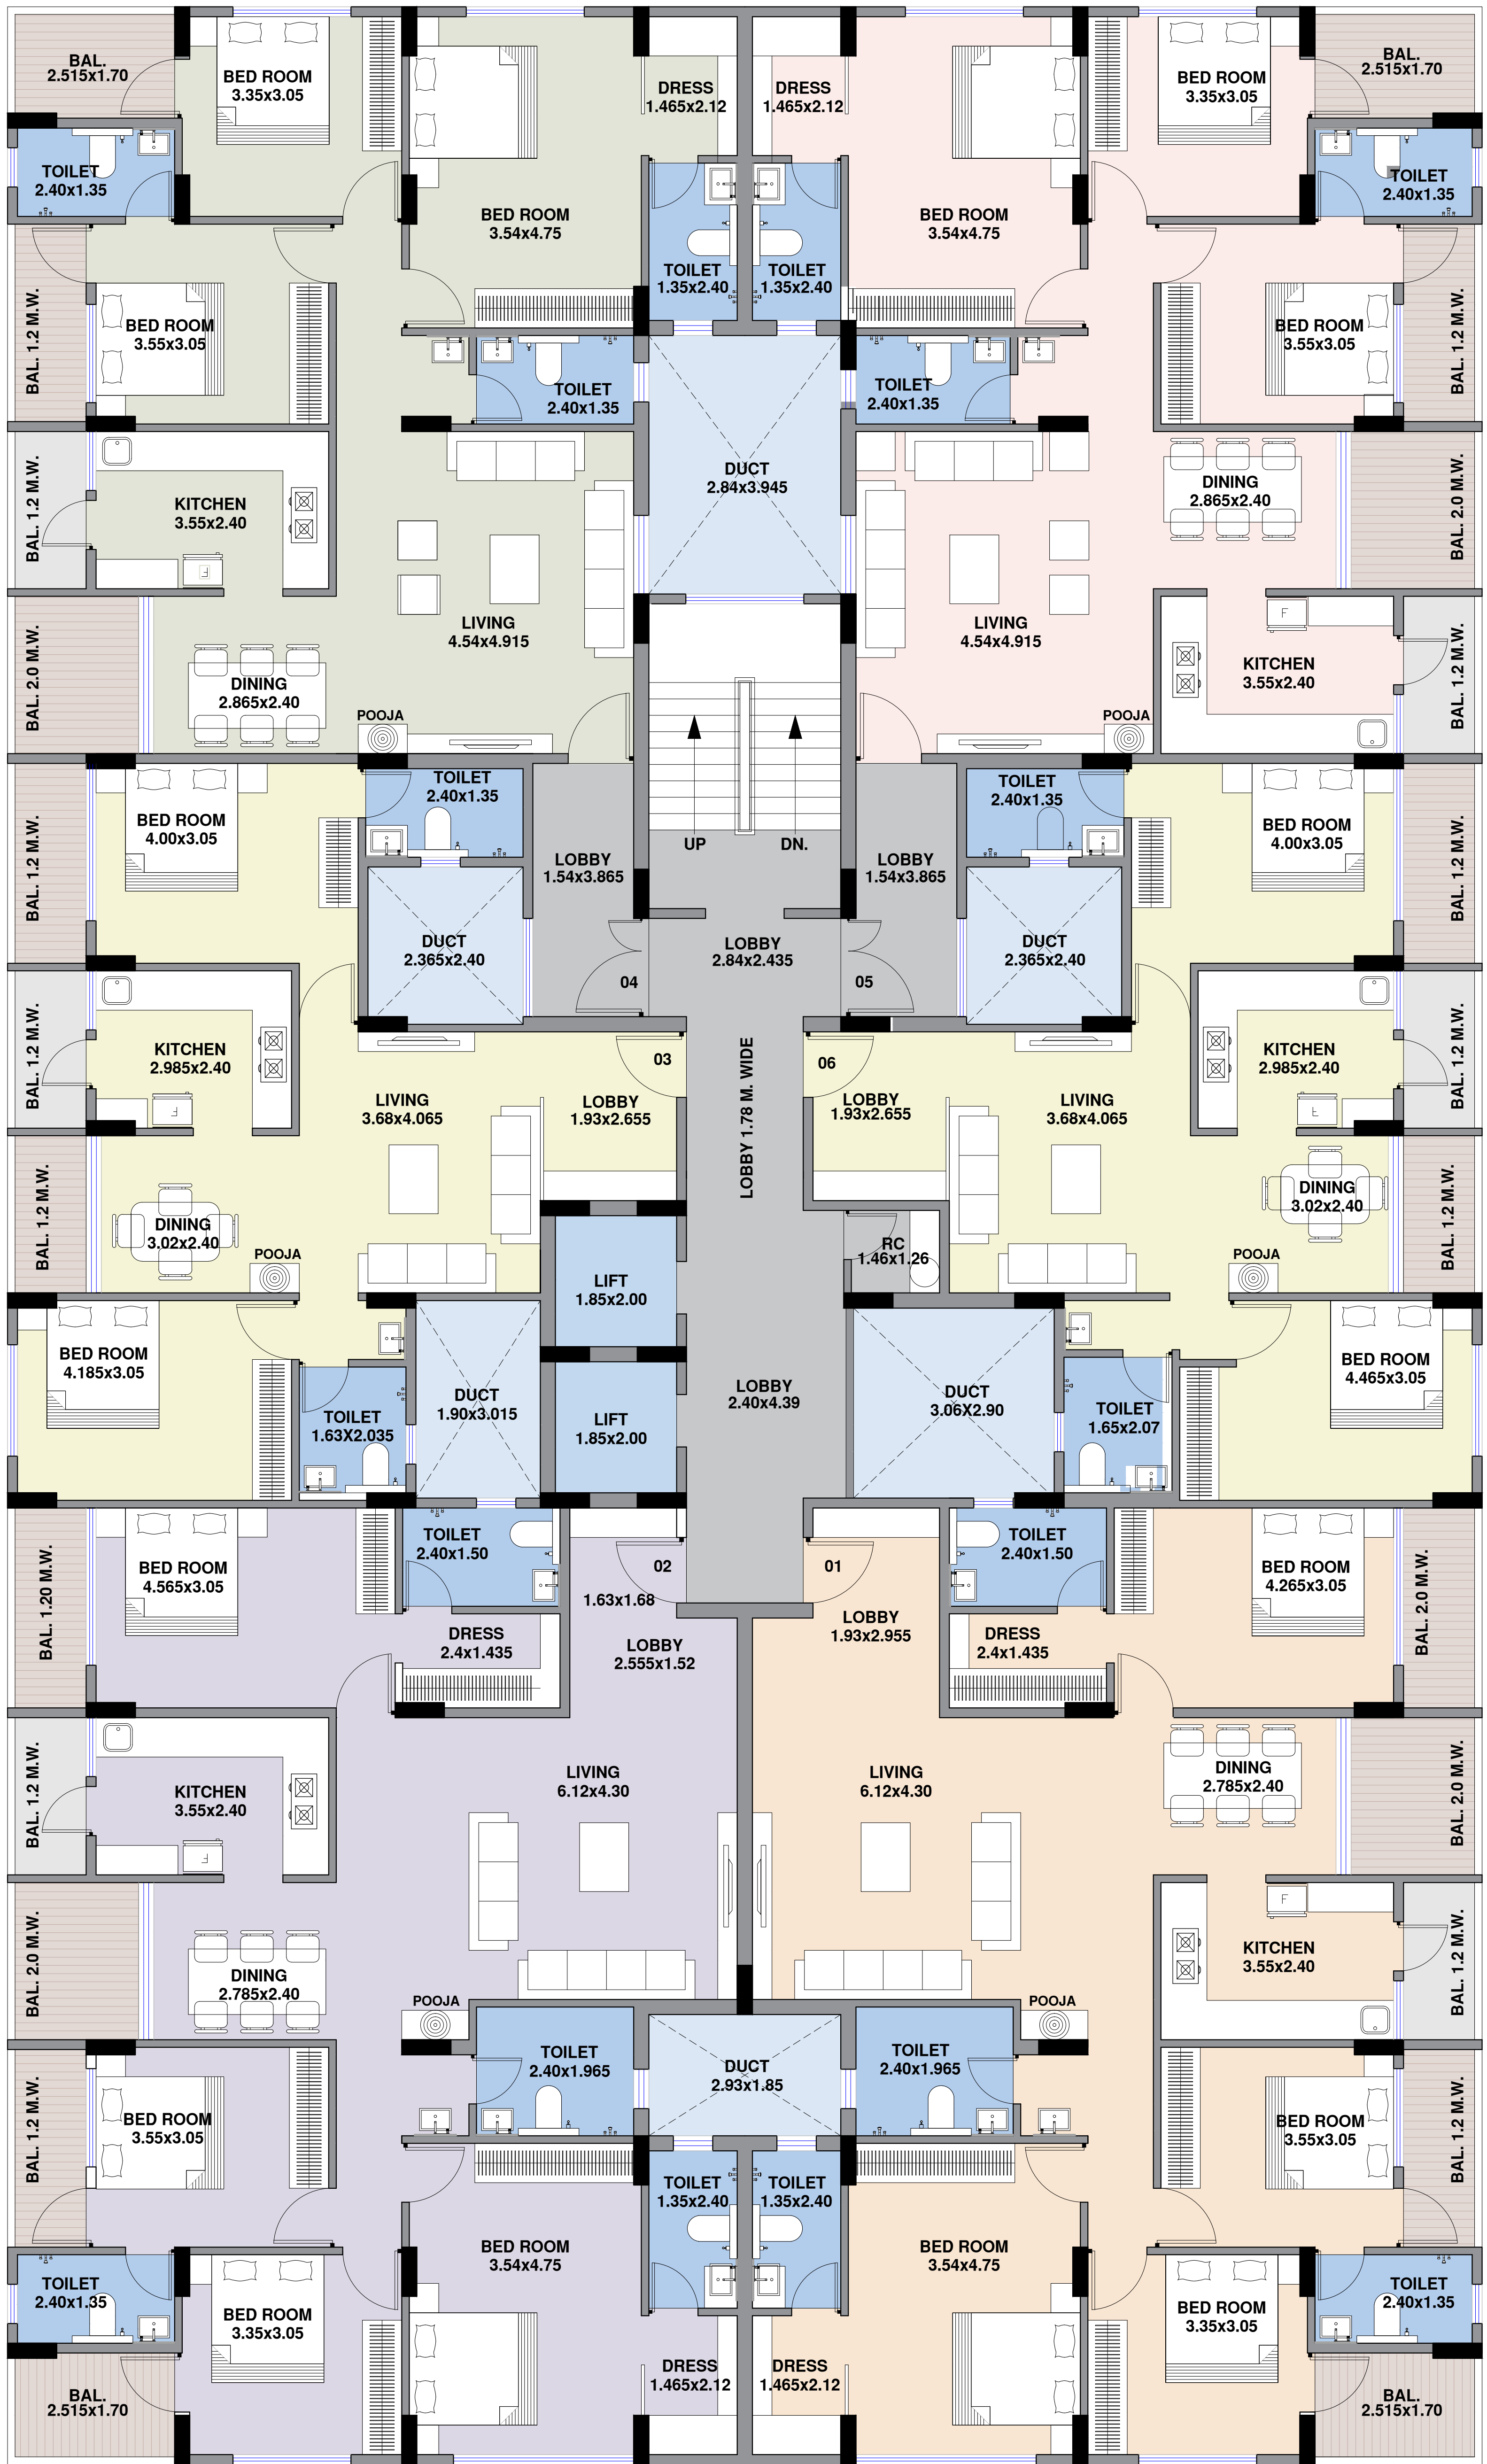 BAL.
2.515x1.70
BED ROOM
3.35x3.05
DRESS
1.465x2.12
DRESS
1.465x2.12
BED ROOM
3.35x3.05
BAL.
2.515x1.70
TOILET
2.40x1.35
BED ROOM
3.54x4.75
TOILET
1.35x2.40
TOILET
1.35x2.40
BED ROOM
3.54x4.75
TOILET
2.40x1.35
BAL. 1.2 M.W.
BED ROOM
3.55x3.05
TOILET
2.40x1.35
TOILET
2.40x1.35
BED ROOM
3.55x3.05
BAL. 1.2 M.W.
BAL. 1.2 M.W.
KITCHEN
3.55x2.40
F
DUCT
2.84x3.945
DINING
2.865x2.40
BAL. 2.0 M.W.
LIVING
4.54x4.915
LIVING
4.54x4.915
F
KITCHEN
3.55x2.40
BAL. 1.2 M.W.
BAL. 2.0 M.W.
DINING
2.865x2.40
POOJA
POOJA
BAL. 1.2 M.W.
BED ROOM
4.00x3.05
TOILET
2.40x1.35
UP
DN.
TOILET
2.40x1.35
BED ROOM
4.00x3.05
BAL. 1.2 M.W.
LOBBY
1.54x3.865
LOBBY
1.54x3.865
DUCT
2.365x2.40
LOBBY
2.84x2.435
DUCT
2.365x2.40
04
05
BAL. 1.2 M.W.
KITCHEN
2.985x2.40
F
03
LOBBY 1.78 M. WIDE
06
KITCHEN
2.985x2.40
F
BAL. 1.2 M.W.
LIVING
3.68x4.065
LOBBY
1.93x2.655
LOBBY
1.93x2.655
LIVING
3.68x4.065
BAL. 1.2 M.W.
DINING
3.02x2.40
POOJA
RC
1.46x1.26
DINING
3.02x2.40
POOJA
BAL. 1.2 M.W.
LIFT
1.85x2.00
BED ROOM
4.185x3.05
DUCT
1.90x3.015
LOBBY
2.40x4.39
DUCT
3.06X2.90
BED ROOM
4.465x3.05
TOILET
1.63X2.035
LIFT
1.85x2.00
TOILET
1.65x2.07
BAL. 1.20 M.W.
BED ROOM
4.565x3.05
TOILET
2.40x1.50
02
1.63x1.68
01
TOILET
2.40x1.50
BED ROOM
4.265x3.05
BAL. 2.0 M.W.
DRESS
2.4x1.435
LOBBY
2.555x1.52
LOBBY
1.93x2.955
DRESS
2.4x1.435
BAL. 1.2 M.W.
KITCHEN
3.55x2.40
F
LIVING
6.12x4.30
LIVING
6.12x4.30
DINING
2.785x2.40
BAL. 2.0 M.W.
BAL. 2.0 M.W.
DINING
2.785x2.40
F
KITCHEN
3.55x2.40
BAL. 1.2 M.W.
POOJA
POOJA
BAL. 1.2 M.W.
BED ROOM
3.55x3.05
TOILET
2.40x1.965
DUCT
2.93x1.85
TOILET
2.40x1.965
BED ROOM
3.55x3.05
BAL. 1.2 M.W.
TOILET
1.35x2.40
TOILET
1.35x2.40
TOILET
2.40x1.35
BED ROOM
3.35x3.05
BED ROOM
3.54x4.75
BED ROOM
3.54x4.75
BED ROOM
3.35x3.05
TOILET
2.40x1.35
BAL.
2.515x1.70
DRESS
1.465x2.12
DRESS
1.465x2.12
BAL.
2.515x1.70